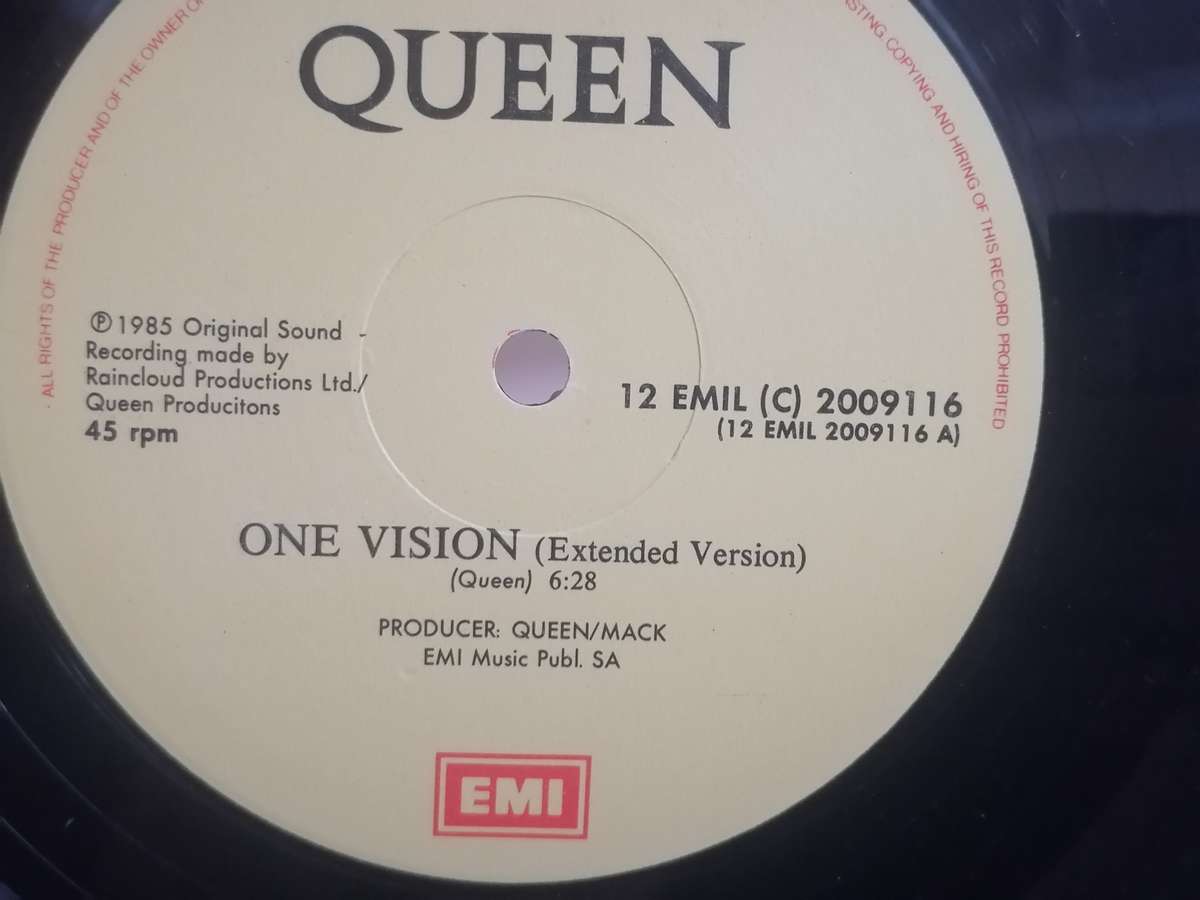 QUEEN
ALL RIGHTS OF THE PRODUCER AND OF THE OWNER
COPYING AND HIRING OF THIS RECORD PROHIBITED
℗1985 Original Sound -
Recording made by
Raincloud Productions Ltd./
Queen Producitons
45 rpm
12 EMIL (C) 2009116
(12 EMIL 2009116 A)
ONE VISION (Extended Version)
(Queen) 6:28
PRODUCER: QUEEN/MACK
EMI Music Publ. SA
EMI